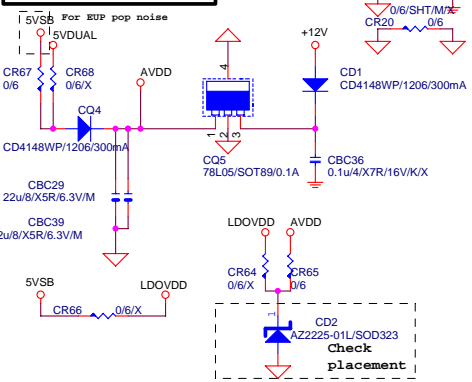 For EUP pop noise
5VSB
5VDUAL
CR67
0/6
CR68
0/6/X
AVDD
CQ4
CD4148WP/1206/300mA
CBC29
22u/8/X5R/6.3V/M
CBC39
2u/8/X5R/6.3V/M
4
1 2 3
CQ5
78L05/SOT89/0.1A
+12V
CD1
CD4148WP/1206/300mA
CBC36
0.1u/4/X7R/16V/K/X
0/6/SHT/M/X
CR20
0/6
5VSB
LDOVDD
CR66
0/6/X
LDOVDD
AVDD
CR64
0/6/X
CR65
0/6
1
CD2
AZ2225-01L/SOD323
Check
placement